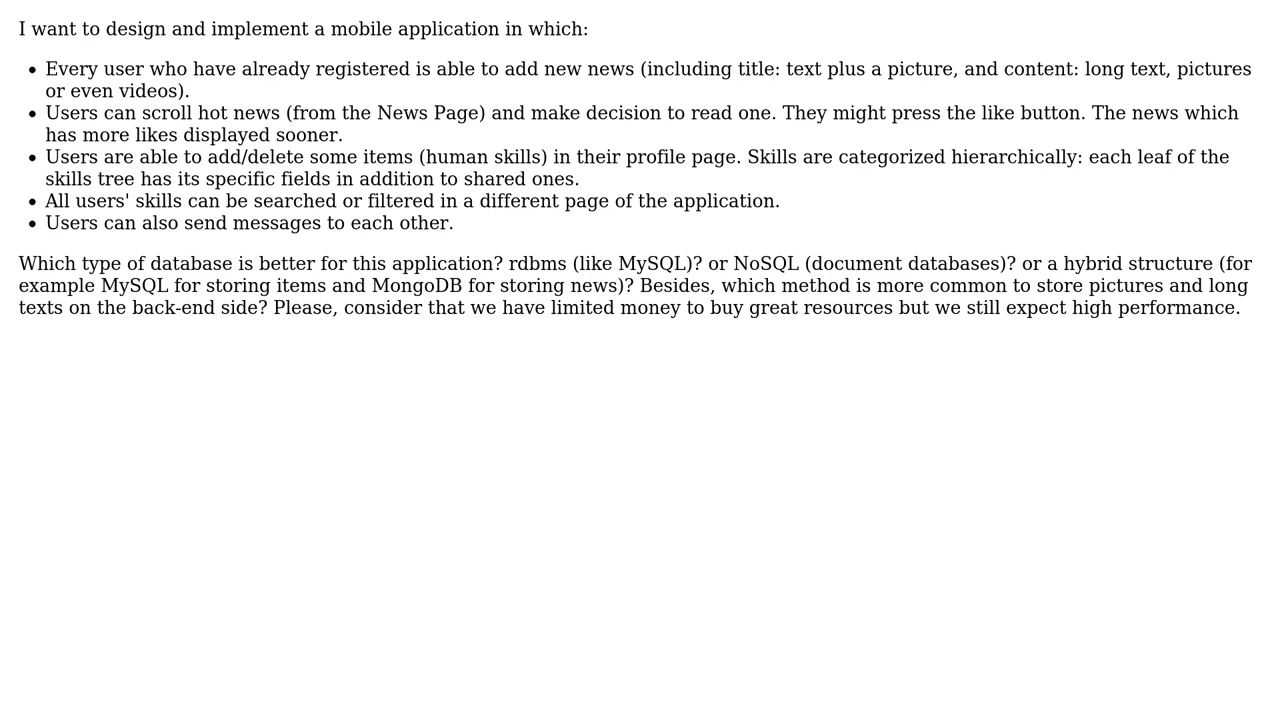 I want to design and implement a mobile application in which:
• Every user who have already registered is able to add new news (including title: text plus a picture, and content: long text, pictures
or even videos).
• Users can scroll hot news (from the News Page) and make decision to read one. They might press the like button. The news which
has more likes displayed sooner.
• Users are able to add/delete some items (human skills) in their profile page. Skills are categorized hierarchically: each leaf of the
skills tree has its specific fields in addition to shared ones.
• All users' skills can be searched or filtered in a different page of the application.
• Users can also send messages to each other.
Which type of database is better for this application? rdbms (like MySQL)? or NoSQL (document databases)? or a hybrid structure (for
example MySQL for storing items and MongoDB for storing news)? Besides, which method is more common to store pictures and long
texts on the back-end side? Please, consider that we have limited money to buy great resources but we still expect high performance.